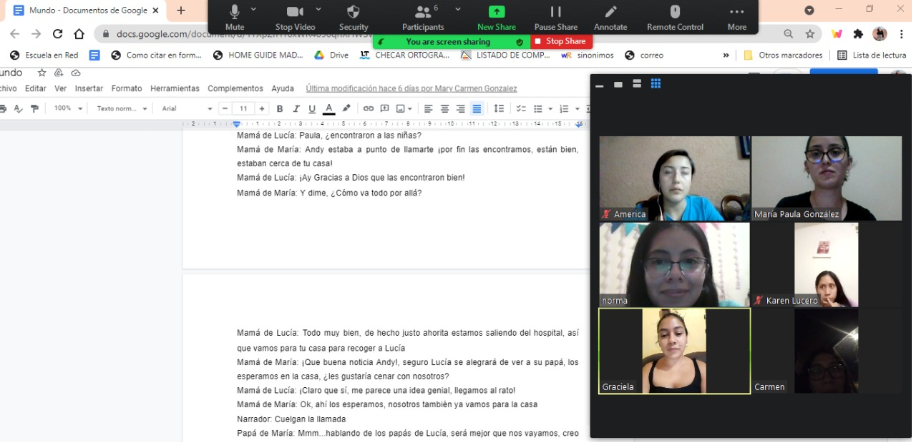 Mundo - Documentos de Google
Mute
Stop Video
Security
Participants
6
New Share
Pause Share
Annotate
Remote Control
More
You are screen sharing
Stop Share
docs.google.com/document/d/
Escuela en Red
Como citar en form...
HOME GUIDE MAD...
Drive
CHECAR ORTOGRA...
LISTADO DE COMP...
sinonimos
correo
Otros marcadores
Lista de lectura
undo
chivo
Editar
Ver
Insertar
Formato
Herramientas
Complementos
Ayuda
Última modificación hace 6 días por Mary Carmen Gonzalez
100%
Texto norm...
Arial
11
Mamá de Lucía: Paula, ¿encontraron a las niñas?
Mamá de María: Andy estaba a punto de llamarte ¡por fin las encontramos, están bien,
estaban cerca de tu casa!
Mamá de Lucía: ¡Ay Gracias a Dios que las encontraron bien!
Mamá de María: Y dime, ¿Cómo va todo por allá?
Mamá de Lucía: Todo muy bien, de hecho justo ahorita estamos saliendo del hospital, así
que vamos para tu casa para recoger a Lucía
Mamá de María: ¡Que buena noticia Andy!, seguro Lucía se alegrará de ver a su papá, los
esperamos en la casa, ¿les gustaría cenar con nosotros?
Mamá de Lucía: ¡Claro que sí, me parece una idea genial, llegamos al rato!
Mamá de María: Ok, ahí los esperamos, nosotros también ya vamos para la casa
Narrador: Cuelgan la llamada
Papá de María: Mmm...hablando de los papás de Lucía, será mejor que nos vayamos, creo
America
María Paula González
norma
Karen Lucero
Graciela
Carmen